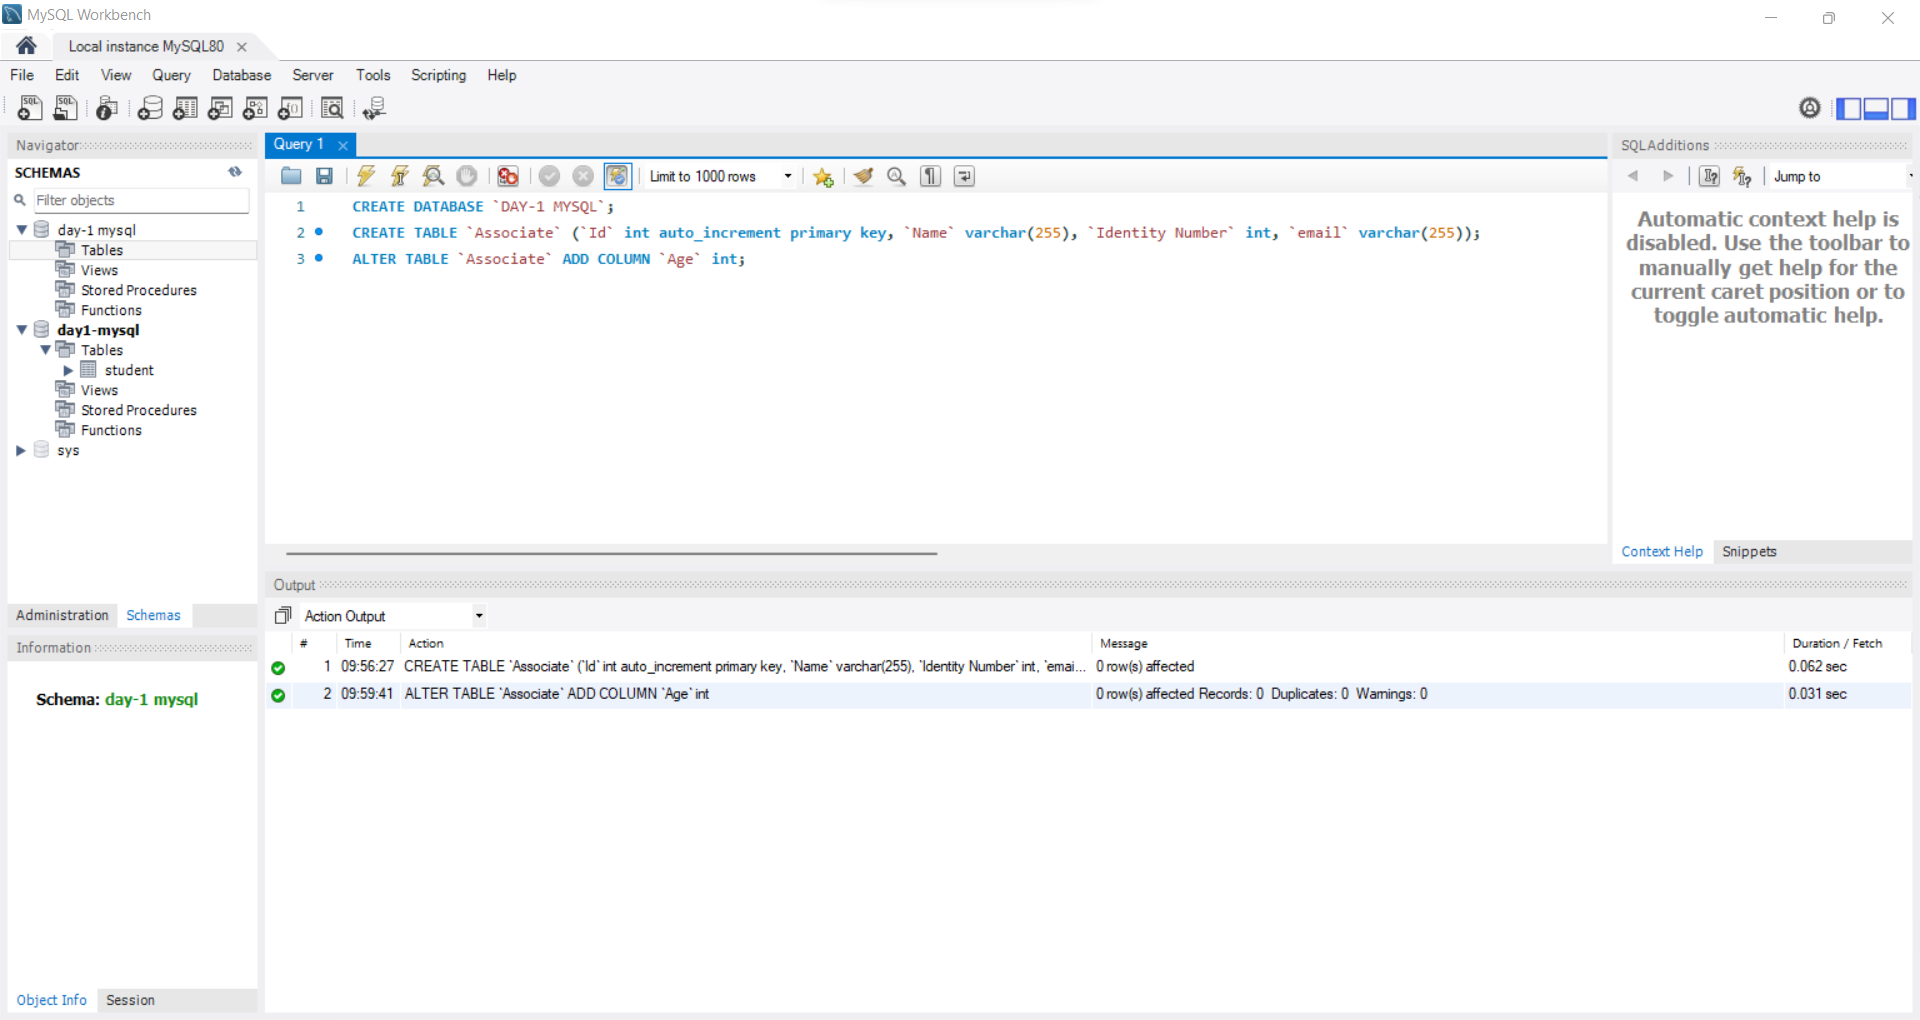 MySQL Workbench
Local instance MySQL80
File Edit View Query Database Server Tools Scripting Help
Navigator
SCHEMAS
Filter objects
day-1 mysql
Tables
Views
Stored Procedures
Functions
day1-mysql
Tables
student
Views
Stored Procedures
Functions
sys
Administration Schemas
Information
Schema: day-1 mysql
Object Info Session
Query 1
Limit to 1000 rows
1 CREATE DATABASE `DAY-1 MYSQL`;
2 CREATE TABLE `Associate` (`Id` int auto_increment primary key, `Name` varchar(255), `Identity Number` int, `email` varchar(255));
3 ALTER TABLE `Associate` ADD COLUMN `Age` int;
Output
Action Output
# Time Action Message Duration / Fetch
1 09:56:27 CREATE TABLE `Associate` (`Id` int auto_increment primary key, `Name` varchar(255), `Identity Number` int, `emai... 0 row(s) affected 0.062 sec
2 09:59:41 ALTER TABLE `Associate` ADD COLUMN `Age` int 0 row(s) affected Records: 0 Duplicates: 0 Warnings: 0 0.031 sec
SQLAdditions
Jump to
Automatic context help is
disabled. Use the toolbar to
manually get help for the
current caret position or to
toggle automatic help.
Context Help Snippets